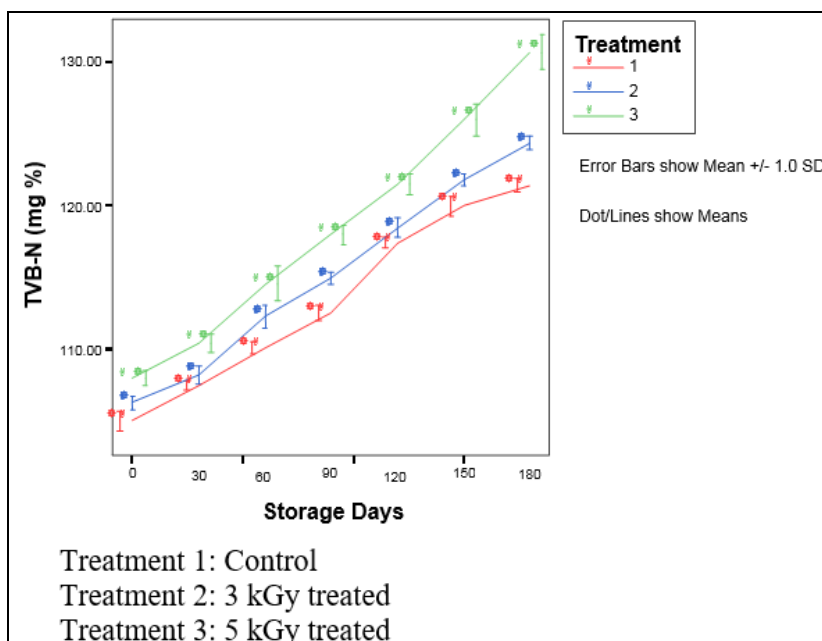 Treatment
1
2
3
Error Bars show Mean +/- 1.0 SD
Dot/Lines show Means
TVB-N (mg %)
130.00
120.00
110.00
0 30 60 90 120 150 180
Storage Days
Treatment 1: Control
Treatment 2: 3 kGy treated
Treatment 3: 5 kGy treated